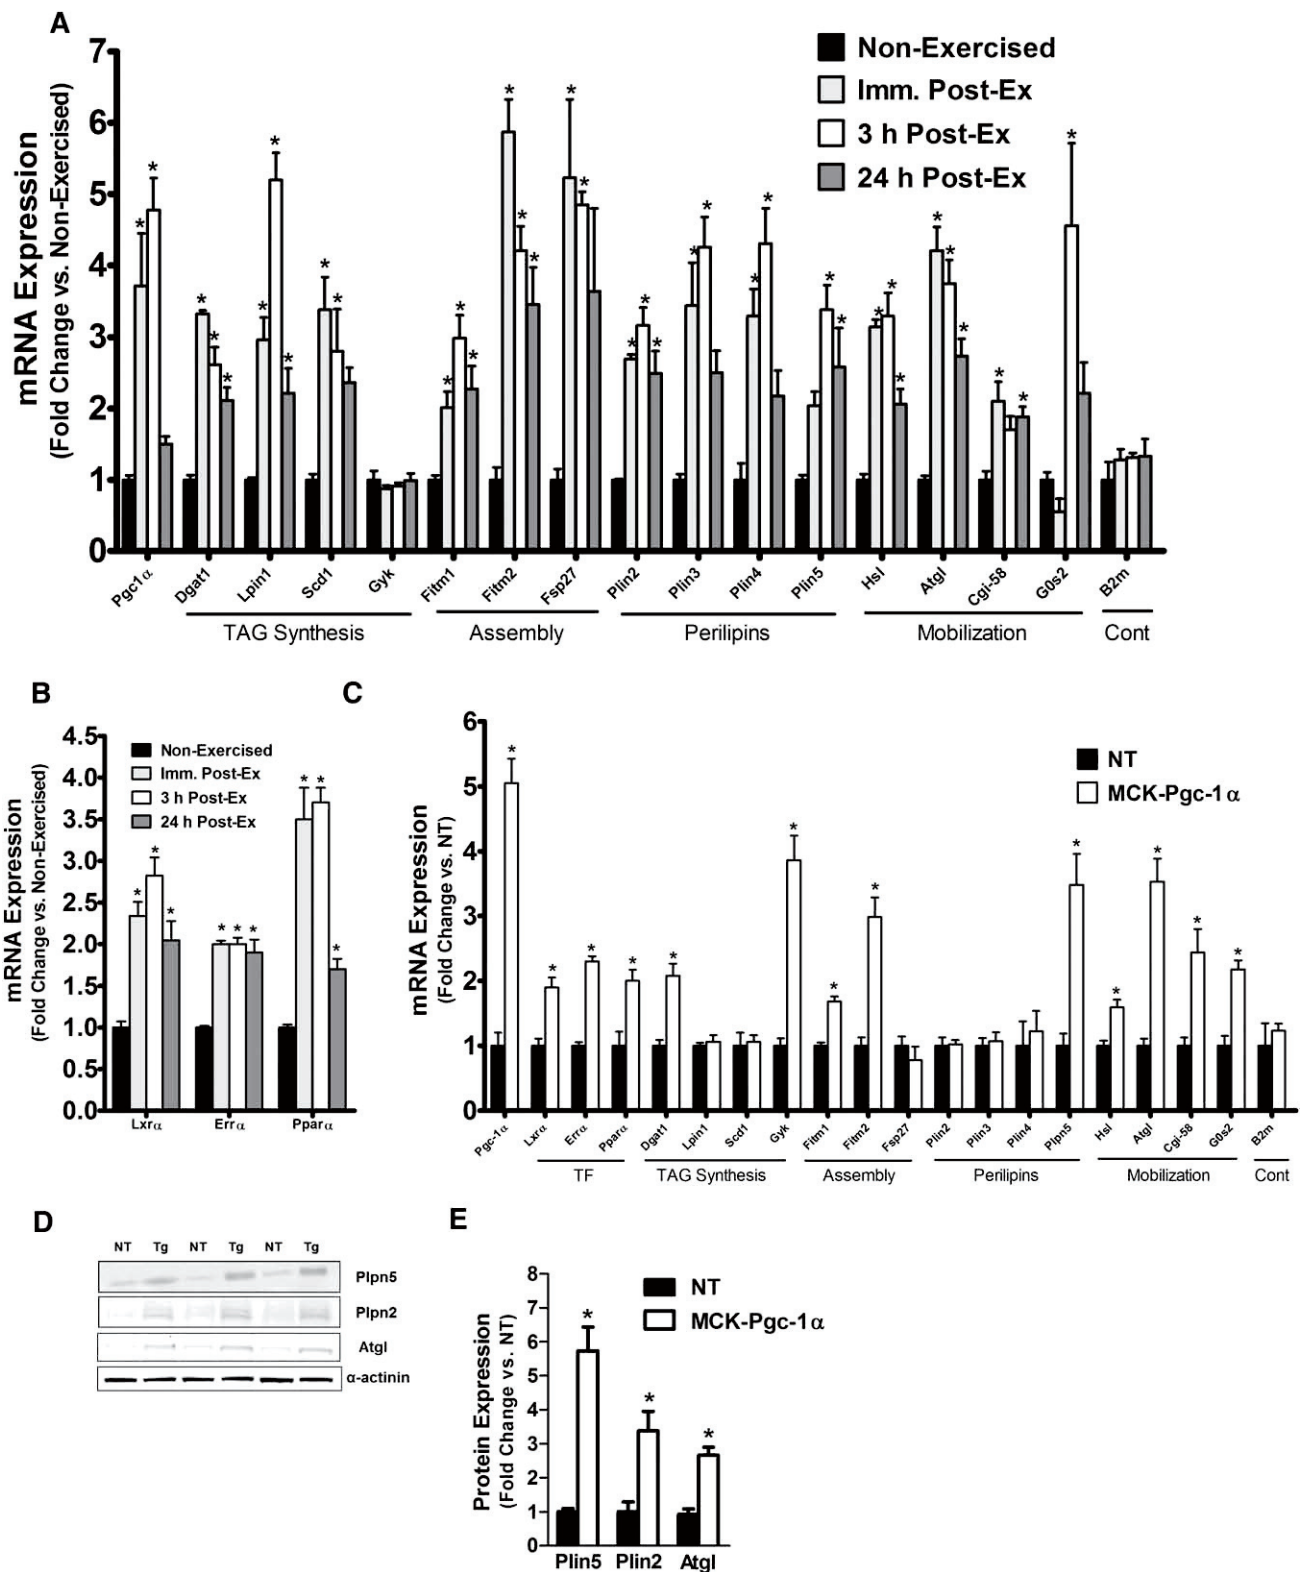 A
7
6
5
4
3
2
1
0
mRNA Expression
(Fold Change vs. Non-Exercised)
Non-Exercised
Imm. Post-Ex
3 h Post-Ex
24 h Post-Ex
* * * * * * * * * * * * * * * * * * * * * * * * * * * * * * * * * * *
Pgc1α Dgat1 Lpin1 Scd1 Gyk Fitm1 Fitm2 Fsp27 Plin2 Plin3 Plin4 Plin5 Hsl Atgl Cgi-58 G0s2 B2m
TAG Synthesis Assembly Perilipins Mobilization Cont
B
4.5
4.0
3.5
3.0
2.5
2.0
1.5
1.0
0.5
0.0
mRNA Expression
(Fold Change vs. Non-Exercised)
Non-Exercised
Imm. Post-Ex
3 h Post-Ex
24 h Post-Ex
* * * * * * * * *
Lxrα Errα Pparα
C
6
5
4
3
2
1
0
mRNA Expression
(Fold Change vs. NT)
NT
MCK-Pgc-1α
* * * * * * * * * * * * *
Pgc-1α Lxrα Errα Pparα Dgat1 Lpin1 Scd1 Gyk Fitm1 Fitm2 Fsp27 Plin2 Plin3 Plin4 Plpn5 Hsl Atgl Cgi-58 G0s2 B2m
TF TAG Synthesis Assembly Perilipins Mobilization Cont
D
NT Tg NT Tg NT Tg
Plpn5
Plpn2
Atgl
α-actinin
E
8
7
6
5
4
3
2
1
0
Protein Expression
(Fold Change vs. NT)
NT
MCK-Pgc-1α
* * *
Plin5 Plin2 Atgl